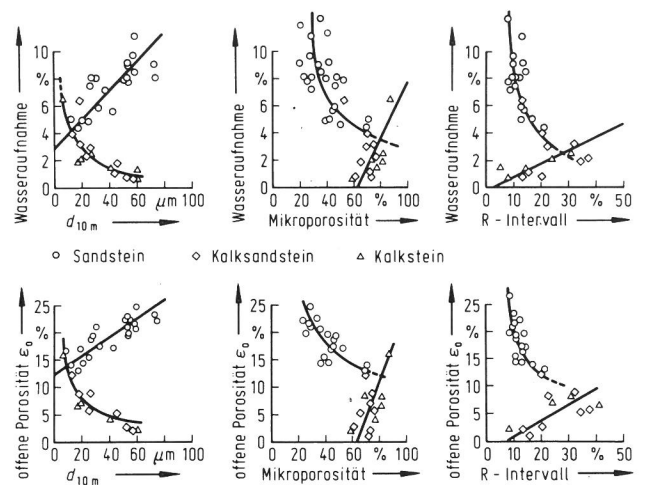 10
%
8
6
4
2
0
Wasseraufnahme
0 20 40 60 μm 100
d10 m
10
%
8
6
4
2
0
Wasseraufnahme
0 20 40 60 % 100
Mikroporosität
10
%
8
6
4
2
0
Wasseraufnahme
0 10 20 30 % 50
R - Intervall
○ Sandstein ◇ Kalksandstein △ Kalkstein
25
%
20
15
10
5
0
offene Porosität ε0
0 20 40 60 μm 100
d10 m
25
%
20
15
10
5
0
offene Porosität ε0
0 20 40 60 % 100
Mikroporosität
25
%
20
15
10
5
0
offene Porosität ε0
0 10 20 30 40 % 50
R - Intervall